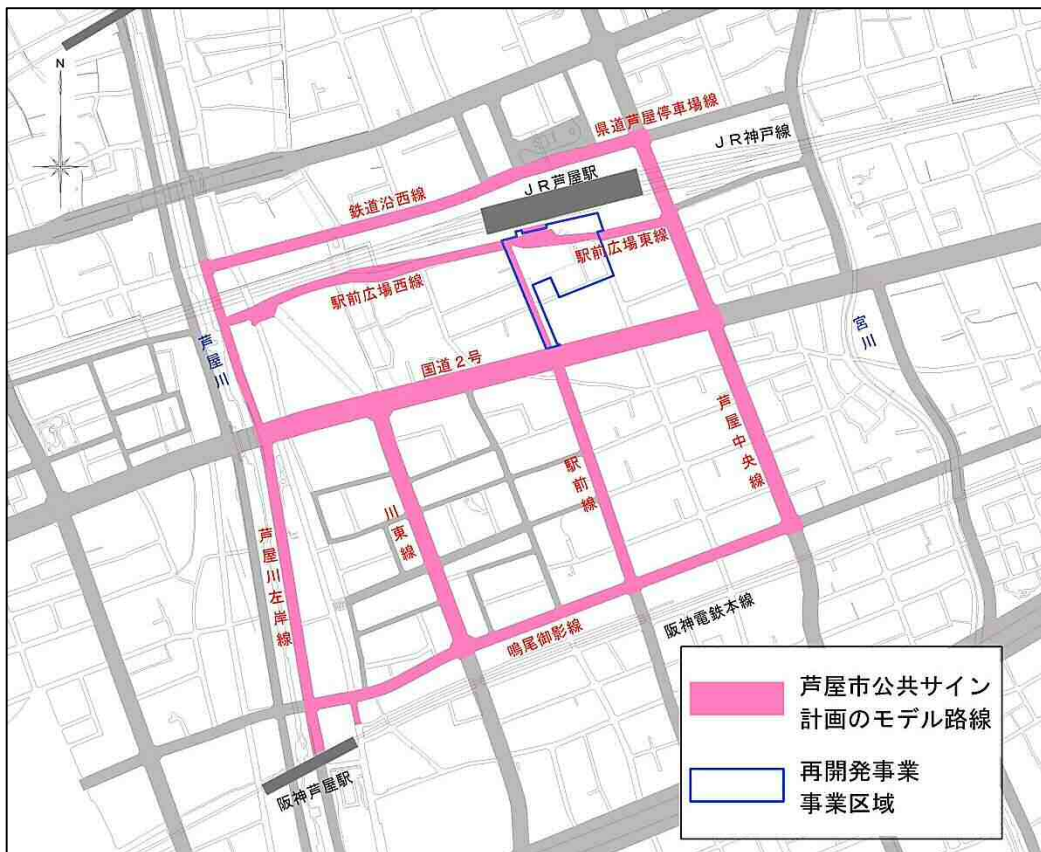 N
県道芦屋停車場線
JR神戸線
JR芦屋駅
鉄道沿西線
駅前広場東線
駅前広場西線
芦屋川
宮川
国道2号
芦屋中央線
駅前線
川東線
芦屋川左岸線
阪神電鉄本線
鳴尾御影線
阪神芦屋駅
芦屋市公共サイン
計画のモデル路線
再開発事業
事業区域